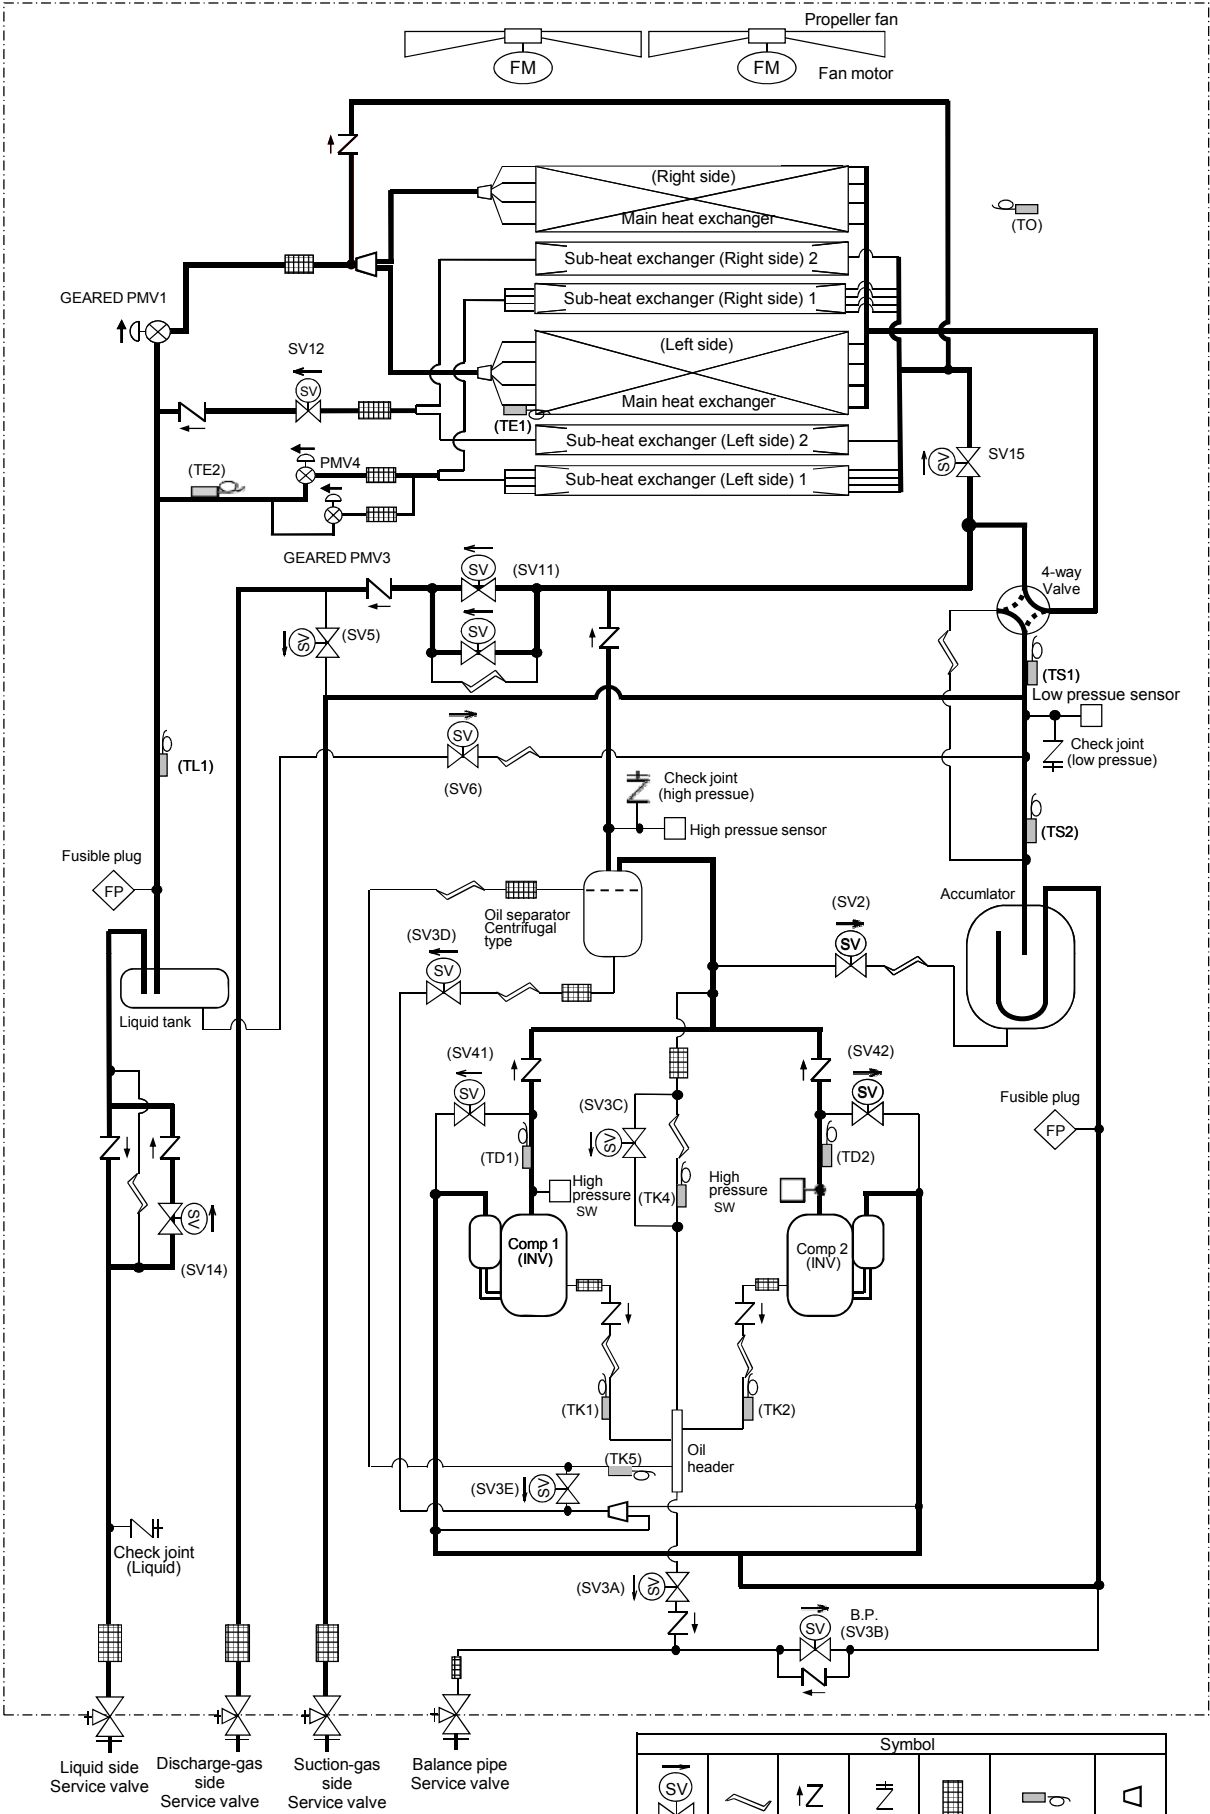 Propeller fan
FM
FM
Fan motor
(Right side)
Main heat exchanger
(TO)
Sub-heat exchanger (Right side) 2
GEARED PMV1
Sub-heat exchanger (Right side) 1
SV12
(Left side)
SV
Main heat exchanger
(TE1)
Sub-heat exchanger (Left side) 2
SV
SV15
PMV4
(TE2)
Sub-heat exchanger (Left side) 1
GEARED PMV3
SV
(SV11)
4-way
Valve
SV
(SV5)
SV
(TS1)
Low pressue sensor
SV
(SV6)
(TL1)
Check joint
(low pressue)
Check joint
(high pressue)
High pressue sensor
(TS2)
Fusible plug
FP
Accumlator
(SV2)
SV
Oil separator
Centrifugal
type
(SV3D)
SV
Liquid tank
(SV41)
SV
(SV42)
SV
Fusible plug
FP
(SV3C)
SV
(TD1)
(TD2)
High
pressure
SW
(TK4)
High
pressure
SW
SV
(SV14)
Comp 1
(INV)
Comp 2
(INV)
(TK1)
(TK2)
Oil
header
(TK5)
(SV3E)
SV
Check joint
(Liquid)
(SV3A)
SV
B.P.
(SV3B)
SV
Liquid side
Service valve
Discharge-gas
side
Service valve
Suction-gas
side
Service valve
Balance pipe
Service valve
Symbol
SV